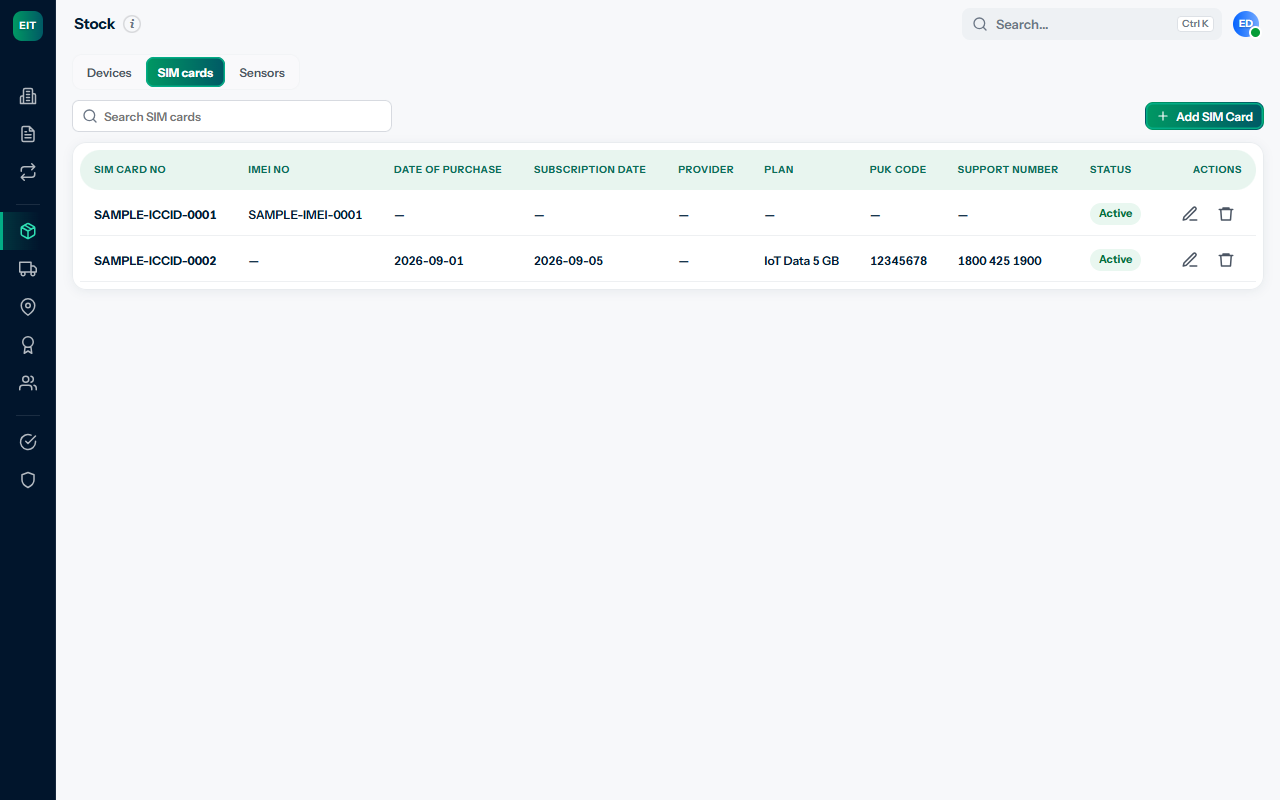 EIT
Stock
Search...
Ctrl K
ED
Devices
SIM cards
Sensors
Search SIM cards
Add SIM Card
SIM CARD NO IMEI NO DATE OF PURCHASE SUBSCRIPTION DATE PROVIDER PLAN PUK CODE SUPPORT NUMBER STATUS ACTIONS
SAMPLE-ICCID-0001 SAMPLE-IMEI-0001 — — — — — — Active
SAMPLE-ICCID-0002 — 2026-09-01 2026-09-05 — IoT Data 5 GB 12345678 1800 425 1900 Active